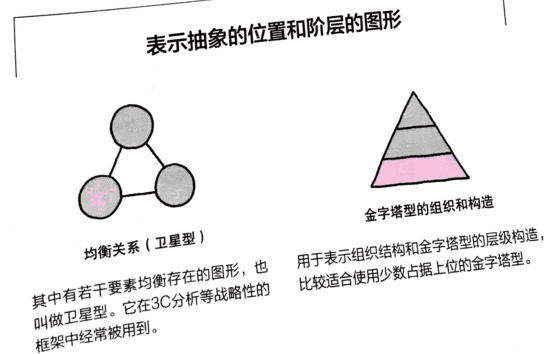 表示抽象的位置和阶层的图形
均衡关系（卫星型）
其中有若干要素均衡存在的图形，也
叫做卫星型。它在3C分析等战略性的
框架中经常被用到。
金字塔型的组织和构造
用于表示组织结构和金字塔型的层级构造，
比较适合使用少数占据上位的金字塔型。